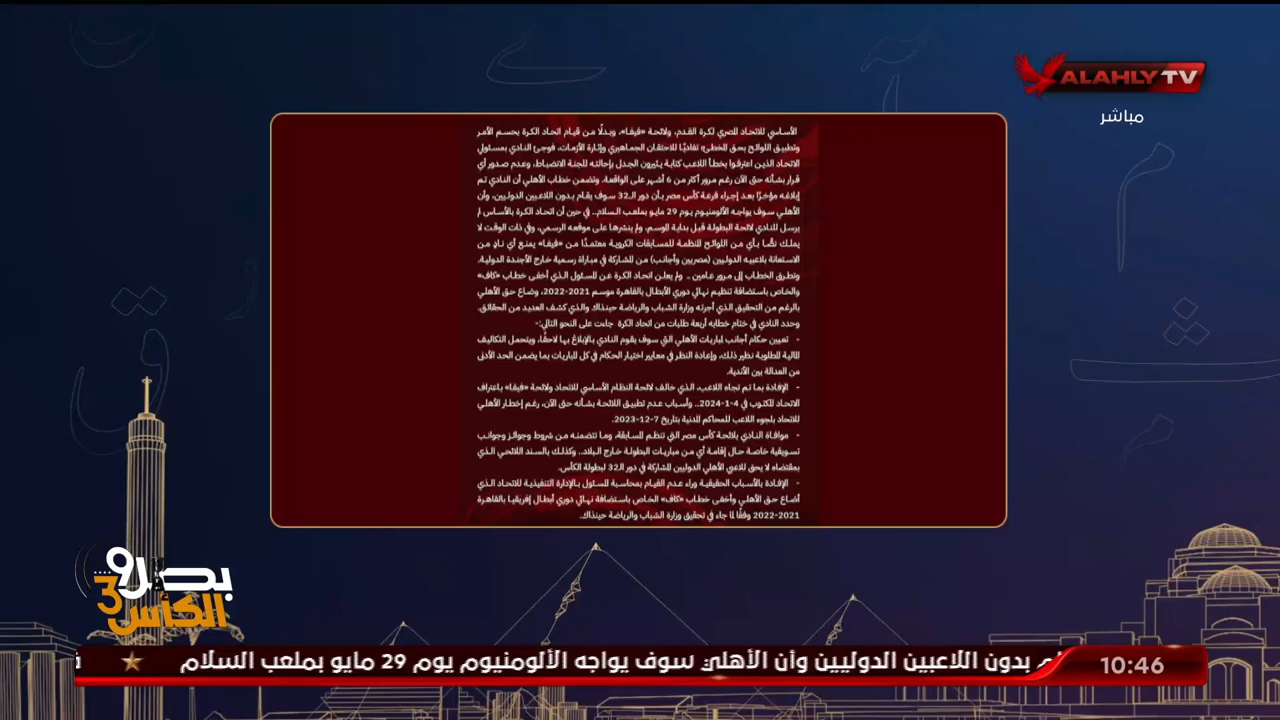 ALAHLY TV
مباشر
الأساسي للاتحاد المصري لكرة القدم، ولائحة «فيفا»، وبدلًا من قيام اتحاد الكرة بحسم الأمر
وتطبيق اللوائح بحق المخطئ؛ تفاديًا للاحتقان الجماهيري وإثارة الأزمات، فوجئ النادي بمسئولي
الاتحاد الذين اعترفوا بخطأ اللاعب كتابة يثيرون الجدل بإحالته للجنة الانضباط، وعدم صدور أي
قرار بشأنه حتى الآن رغم مرور أكثر من 6 أشهر على الواقعة. وتضمن خطاب الأهلي أن النادي تم
إبلاغه مؤخرًا بعد إجراء قرعة كأس مصر بأن دور الـ32 سوف يقام بدون اللاعبين الدوليين، وأن
الأهلي سوف يواجه الألومنيوم يوم 29 مايو بملعب السلام.. في حين أن اتحاد الكرة بالأساس لم
يرسل للنادي لائحة البطولة قبل بداية الموسم، ولم ينشرها على موقعه الرسمي، وفي ذات الوقت لا
يملك نصًّا بأي من اللوائح المنظمة للمسابقات الكروية معتمدًا من «فيفا» يمنع أي نادٍ من
الاستعانة بلاعبيه الدوليين (مصريين وأجانب) من المشاركة في مباراة رسمية خارج الأجندة الدولية.
وتطرق الخطاب إلى مرور عامين .. ولم يعلن اتحاد الكرة عن المسئول الذي أخفى خطاب «كاف»
والخاص باستضافة تنظيم نهائي دوري الأبطال بالقاهرة موسم 2021-2022، وضاع حق الأهلي
بالرغم من التحقيق الذي أجرته وزارة الشباب والرياضة حينذاك والذي كشف العديد من الحقائق.
وحدد النادي في ختام خطابه أربعة طلبات من اتحاد الكرة جاءت على النحو التالي:-
- تعيين حكام أجانب لمباريات الأهلي التي سوف يقوم النادي بالإبلاغ بها لاحقًا، ويتحمل التكاليف
المالية المطلوبة نظير ذلك، وإعادة النظر في معايير اختيار الحكام في كل المباريات بما يضمن الحد الأدنى
من العدالة بين الأندية.
- الإفادة بما تم تجاه اللاعب، الذي خالف لائحة النظام الأساسي للاتحاد ولائحة «فيفا» باعتراف
الاتحاد المكتوب في 4-1-2024.. وأسباب عدم تطبيق اللائحة بشأنه حتى الآن، رغم إخطار الأهلي
للاتحاد بلجوء اللاعب للمحاكم المدنية بتاريخ 7-12-2023.
- موافاة النادي بلائحة كأس مصر التي تنظم المسابقة، وما تتضمنه من شروط وجوائز وجوانب
تسويقية خاصة حال إقامة أي من مباريات البطولة خارج البلاد.. وكذلك بالسند اللائحي الذي
بمقتضاه لا يحق للاعبي الأهلي الدوليين المشاركة في دور الـ32 لبطولة الكأس.
- الإفادة بالأسباب الحقيقية وراء عدم القيام بمحاسبة المسئول بالإدارة التنفيذية للاتحاد الذي
أضاع حق الأهلي وأخفى خطاب «كاف» الخاص باستضافة نهائي دوري أبطال إفريقيا بالقاهرة
2021-2022 وفقًا لما جاء في تحقيق وزارة الشباب والرياضة حينذاك.
الكأس
بدون اللاعبين الدوليين وأن الأهلي سوف يواجه الألومنيوم يوم 29 مايو بملعب السلام
10:46